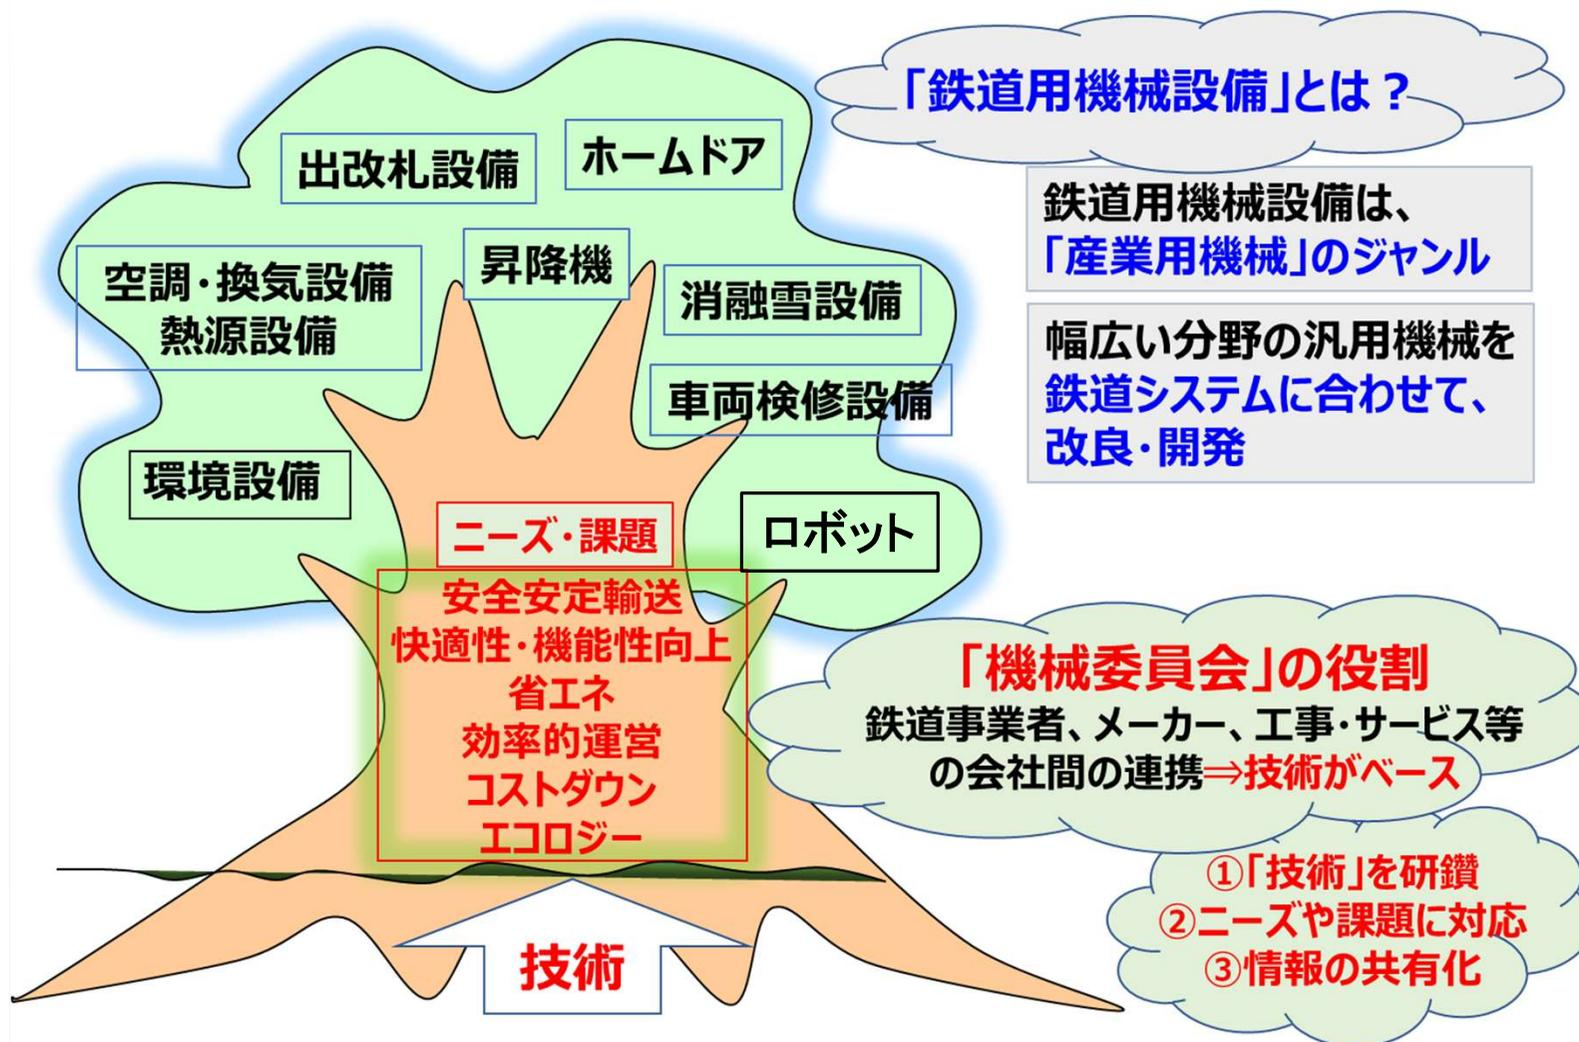 「鉄道用機械設備」とは？
鉄道用機械設備は、
「産業用機械」のジャンル
幅広い分野の汎用機械を
鉄道システムに合わせて、
改良・開発
出改札設備
ホームドア
昇降機
空調・換気設備
熱源設備
消融雪設備
車両検修設備
環境設備
ロボット
ニーズ・課題
安全安定輸送
快適性・機能性向上
省エネ
効率的運営
コストダウン
エコロジー
技術
「機械委員会」の役割
鉄道事業者、メーカー、工事・サービス等
の会社間の連携⇒技術がベース
①「技術」を研鑽
②ニーズや課題に対応
③情報の共有化